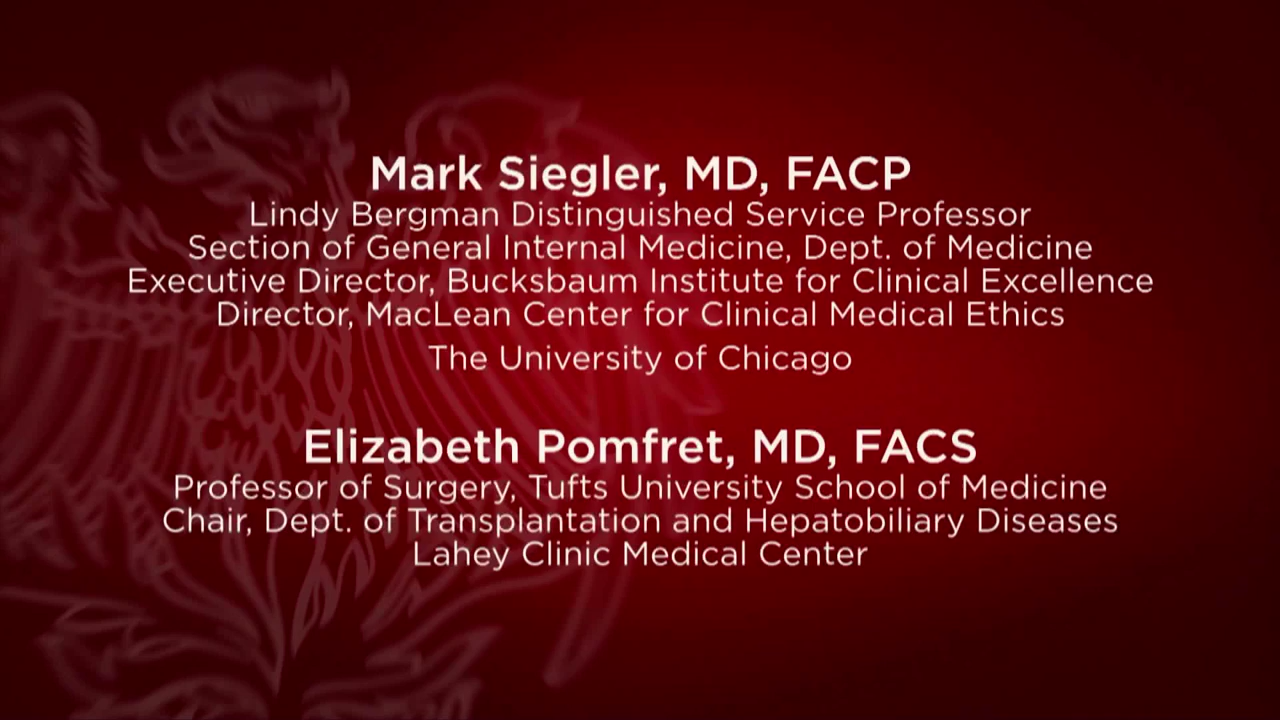 Mark Siegler, MD, FACP
Lindy Bergman Distinguished Service Professor
Section of General Internal Medicine, Dept. of Medicine
Executive Director, Bucksbaum Institute for Clinical Excellence
Director, MacLean Center for Clinical Medical Ethics
The University of Chicago
Elizabeth Pomfret, MD, FACS
Professor of Surgery, Tufts University School of Medicine
Chair, Dept. of Transplantation and Hepatobiliary Diseases
Lahey Clinic Medical Center